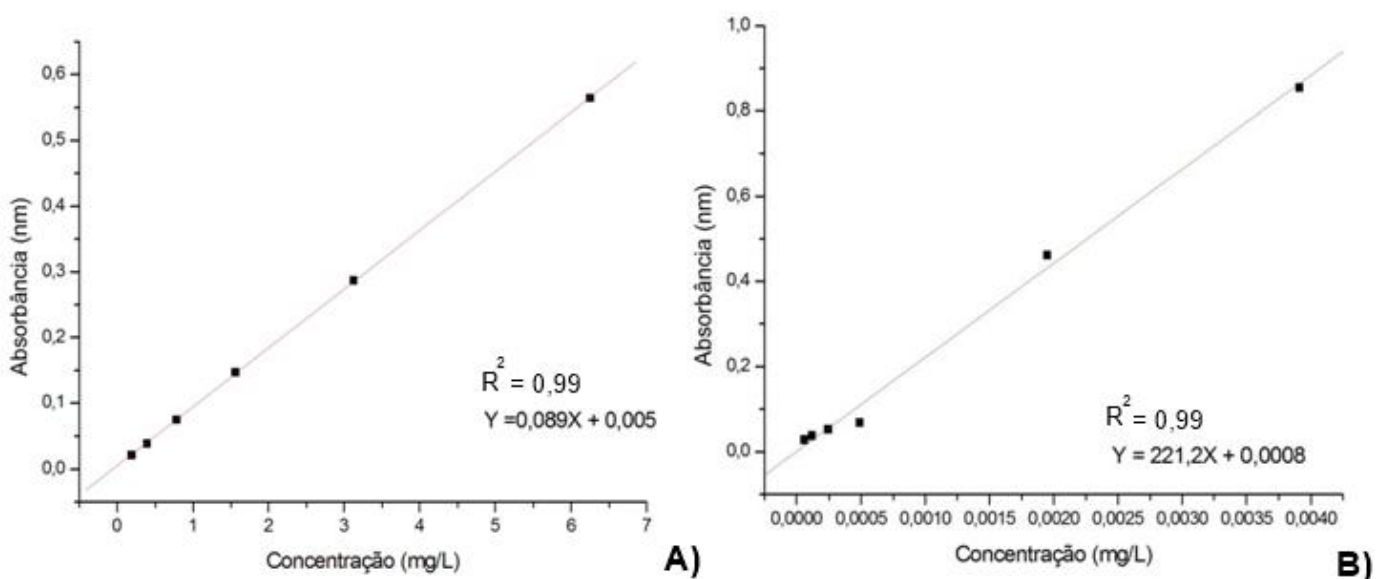 0,6
0,5
0,4
0,3
0,2
0,1
0,0
Absorbância (nm)
R² = 0,99
Y =0,089X + 0,005
0 1 2 3 4 5 6 7
Concentração (mg/L)
A)
1,0
0,8
0,6
0,4
0,2
0,0
Absorbância (nm)
R² = 0,99
Y = 221,2X + 0,0008
0,0000 0,0005 0,0010 0,0015 0,0020 0,0025 0,0030 0,0035 0,0040
Concentração (mg/L)
B)